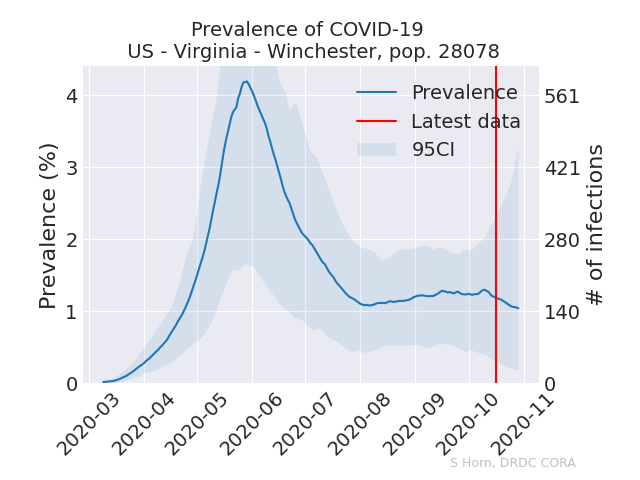 Prevalence of COVID-19
US - Virginia - Winchester, pop. 28078
Prevalence
Latest data
95CI
Prevalence (%)
4
3
2
1
0
561
421
280
140
0
# of infections
2020-03
2020-04
2020-05
2020-06
2020-07
2020-08
2020-09
2020-10
2020-11
S Horn, DRDC CORA